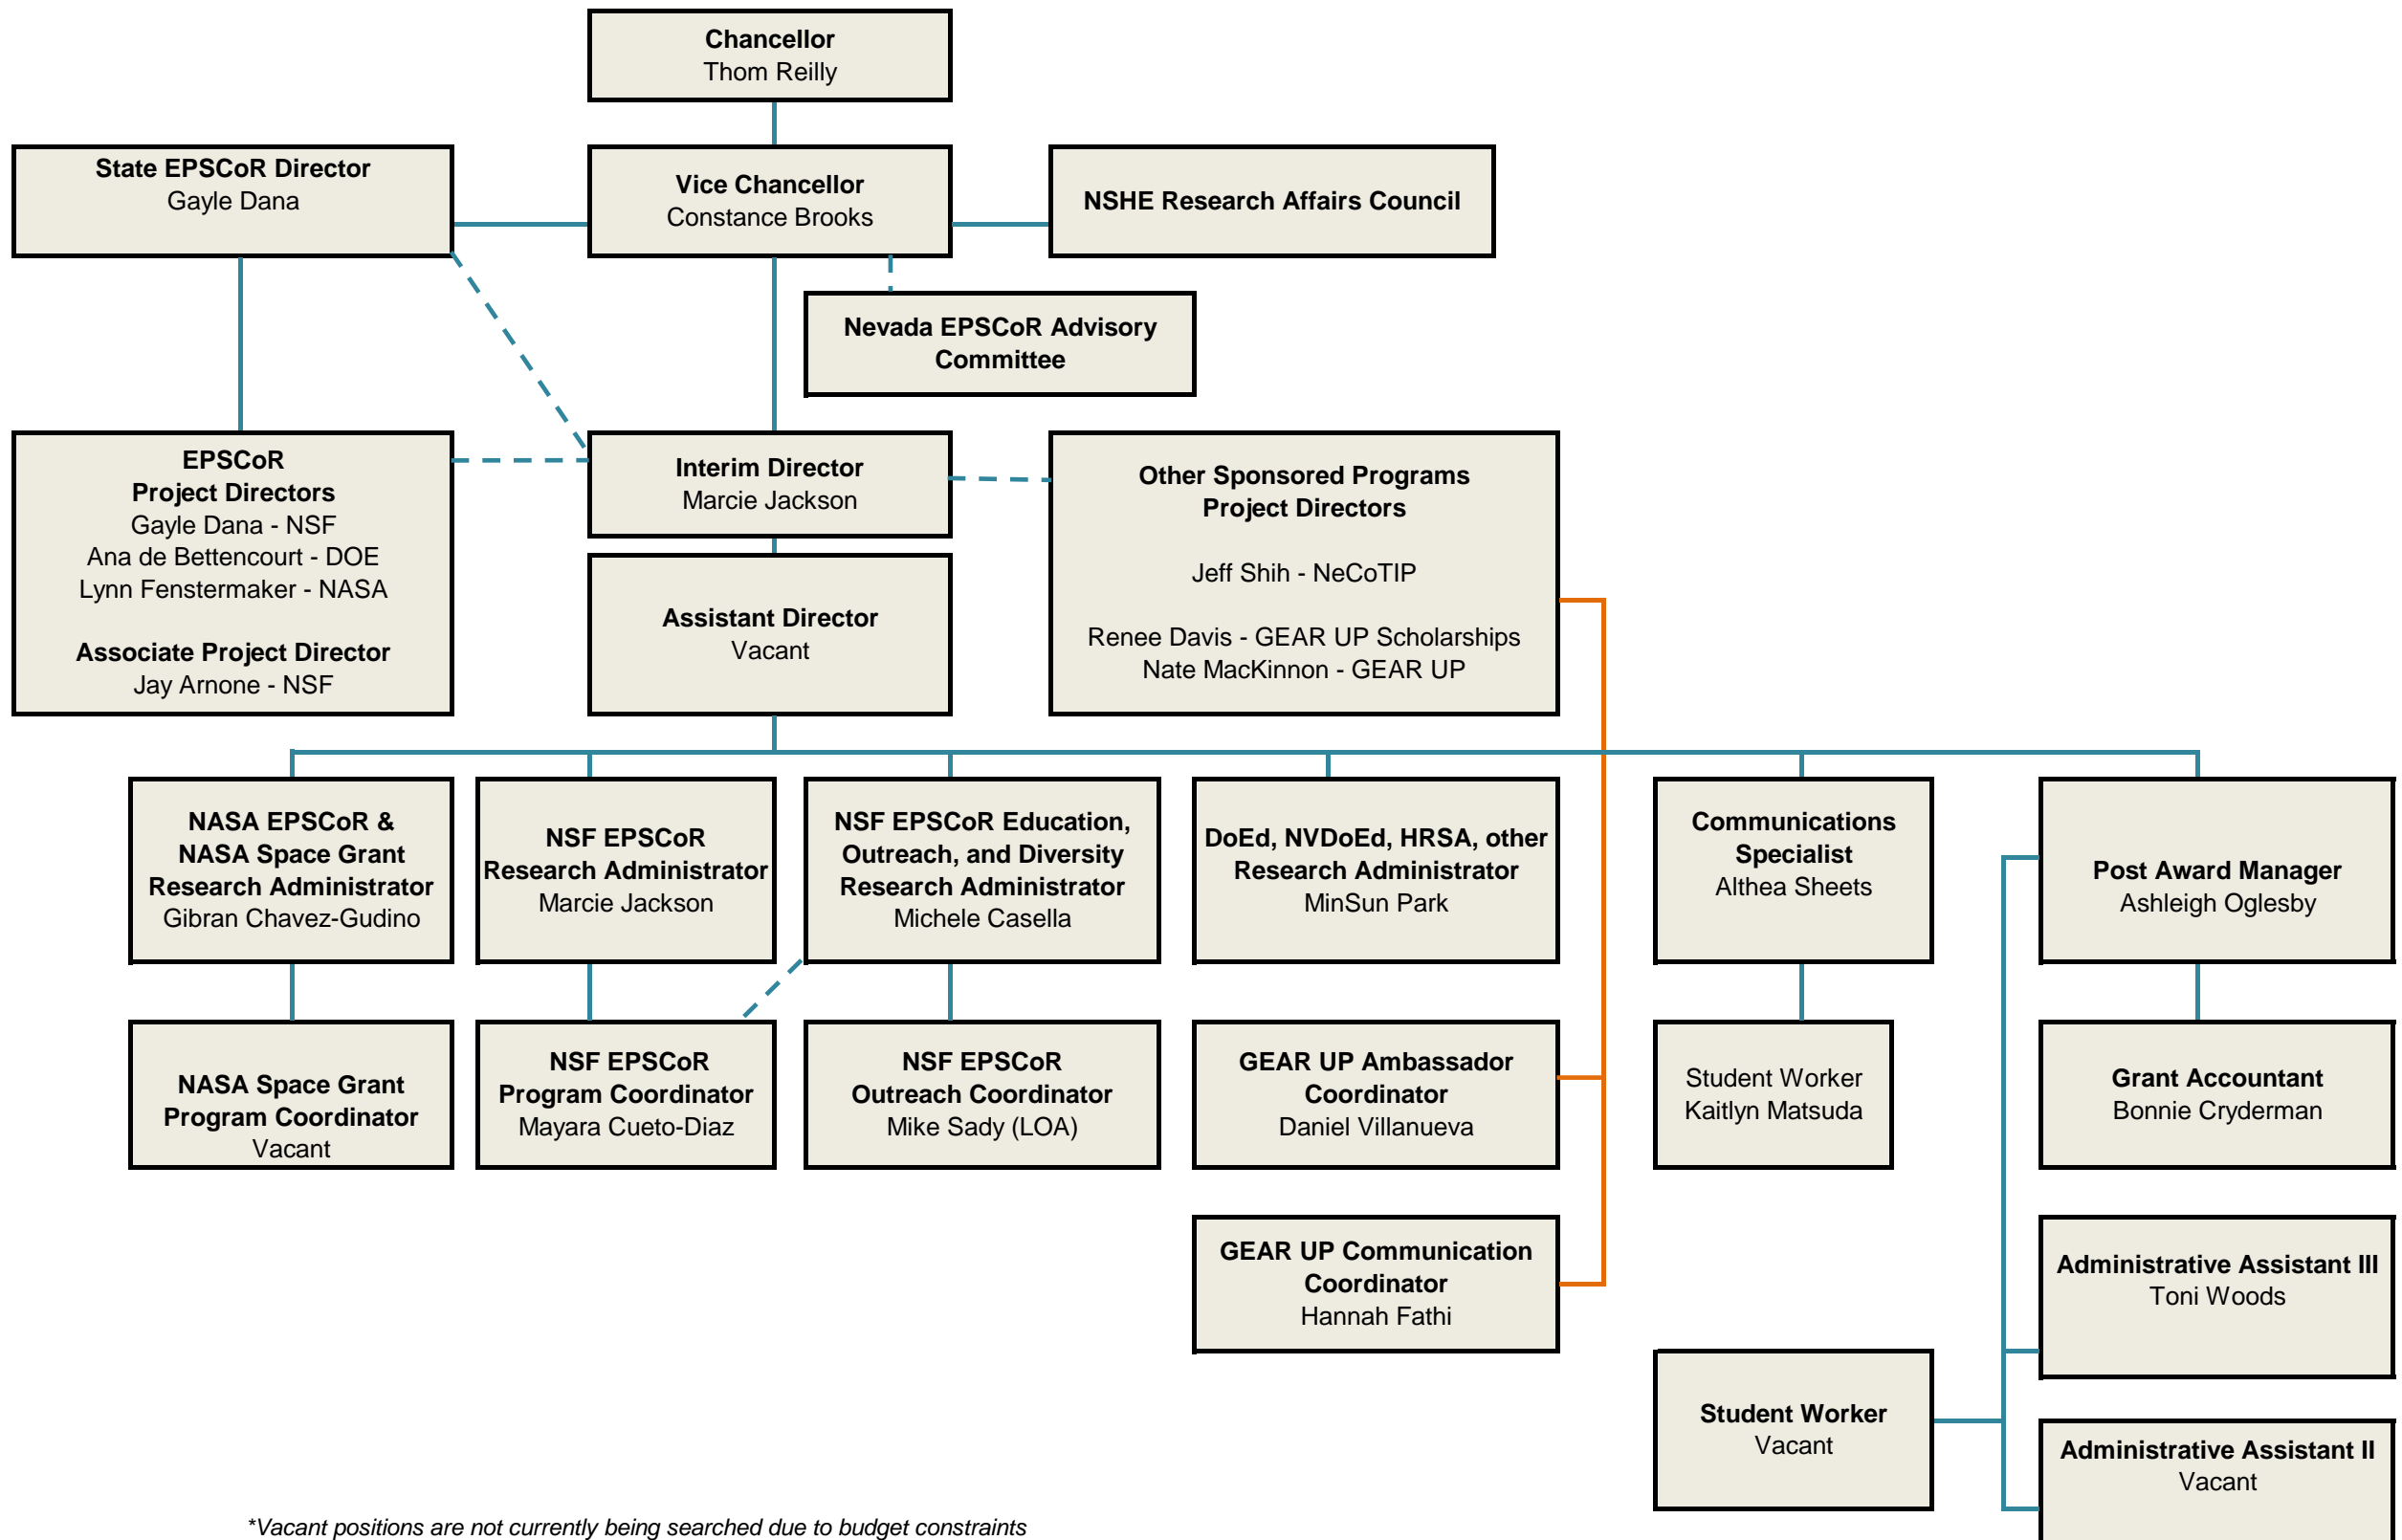 Chancellor
Thom Reilly
State EPSCoR Director
Gayle Dana
Vice Chancellor
Constance Brooks
NSHE Research Affairs Council
Nevada EPSCoR Advisory
Committee
EPSCoR
Project Directors
Gayle Dana - NSF
Ana de Bettencourt - DOE
Lynn Fenstermaker - NASA
Associate Project Director
Jay Arnone - NSF
Interim Director
Marcie Jackson
Assistant Director
Vacant
Other Sponsored Programs
Project Directors
Jeff Shih - NeCoTIP
Renee Davis - GEAR UP Scholarships
Nate MacKinnon - GEAR UP
NASA EPSCoR &
NASA Space Grant
Research Administrator
Gibran Chavez-Gudino
NSF EPSCoR
Research Administrator
Marcie Jackson
NSF EPSCoR Education,
Outreach, and Diversity
Research Administrator
Michele Casella
DoEd, NVDoEd, HRSA, other
Research Administrator
MinSun Park
Communications
Specialist
Althea Sheets
Post Award Manager
Ashleigh Oglesby
NASA Space Grant
Program Coordinator
Vacant
NSF EPSCoR
Program Coordinator
Mayara Cueto-Diaz
NSF EPSCoR
Outreach Coordinator
Mike Sady (LOA)
GEAR UP Ambassador
Coordinator
Daniel Villanueva
Student Worker
Kaitlyn Matsuda
Grant Accountant
Bonnie Cryderman
GEAR UP Communication
Coordinator
Hannah Fathi
Administrative Assistant III
Toni Woods
Student Worker
Vacant
Administrative Assistant II
Vacant
*Vacant positions are not currently being searched due to budget constraints